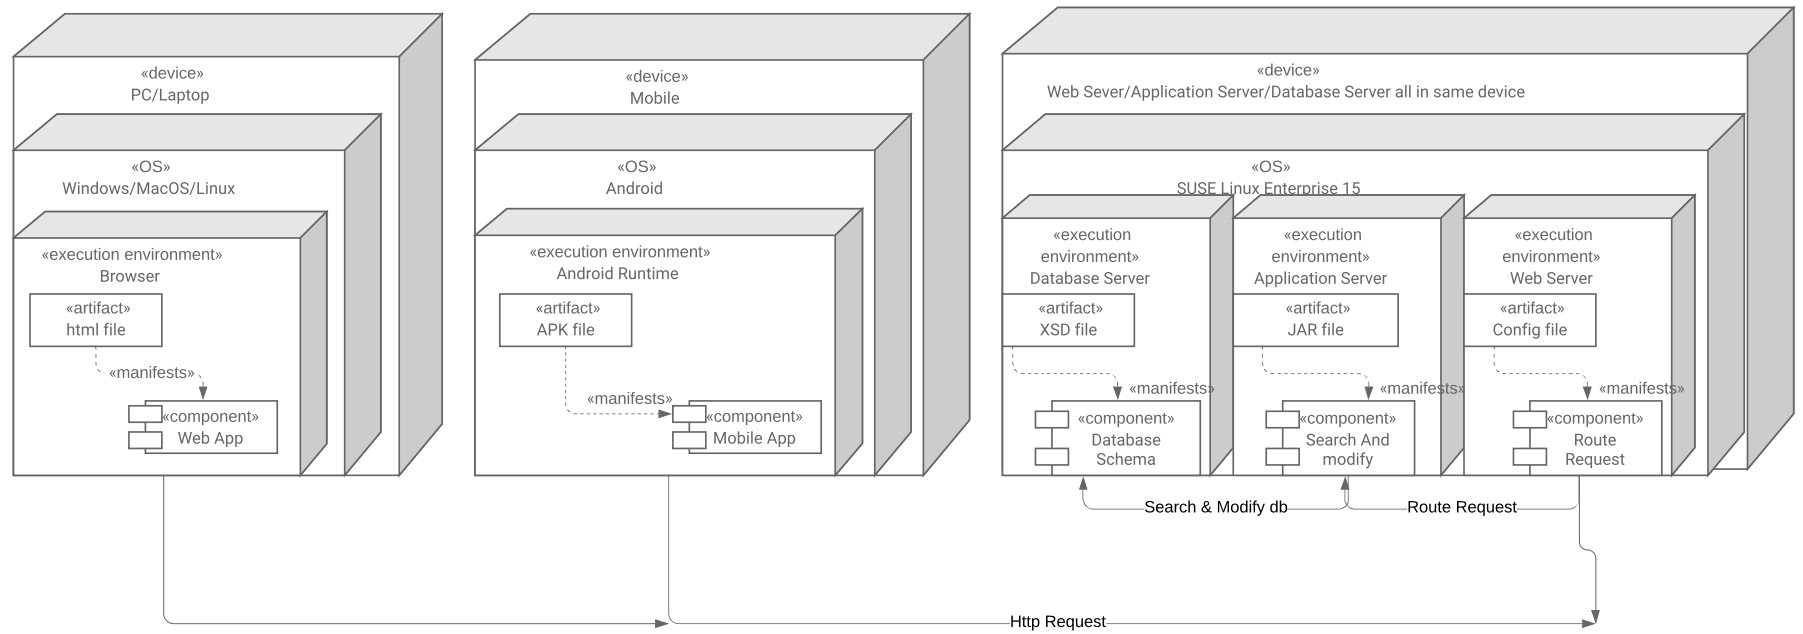 «device»
PC/Laptop
«OS»
Windows/MacOS/Linux
«execution environment»
Browser
«artifact»
html file
«manifests»
«component»
Web App
«device»
Mobile
«OS»
Android
«execution environment»
Android Runtime
«artifact»
APK file
«manifests»
«component»
Mobile App
«device»
Web Sever/Application Server/Database Server all in same device
«OS»
SUSE Linux Enterprise 15
«execution
environment»
Database Server
«artifact»
XSD file
«manifests»
«component»
Database
Schema
«execution
environment»
Application Server
«artifact»
JAR file
«manifests»
«component»
Search And
modify
«execution
environment»
Web Server
«artifact»
Config file
«manifests»
«component»
Route
Request
Search & Modify db
Route Request
Http Request